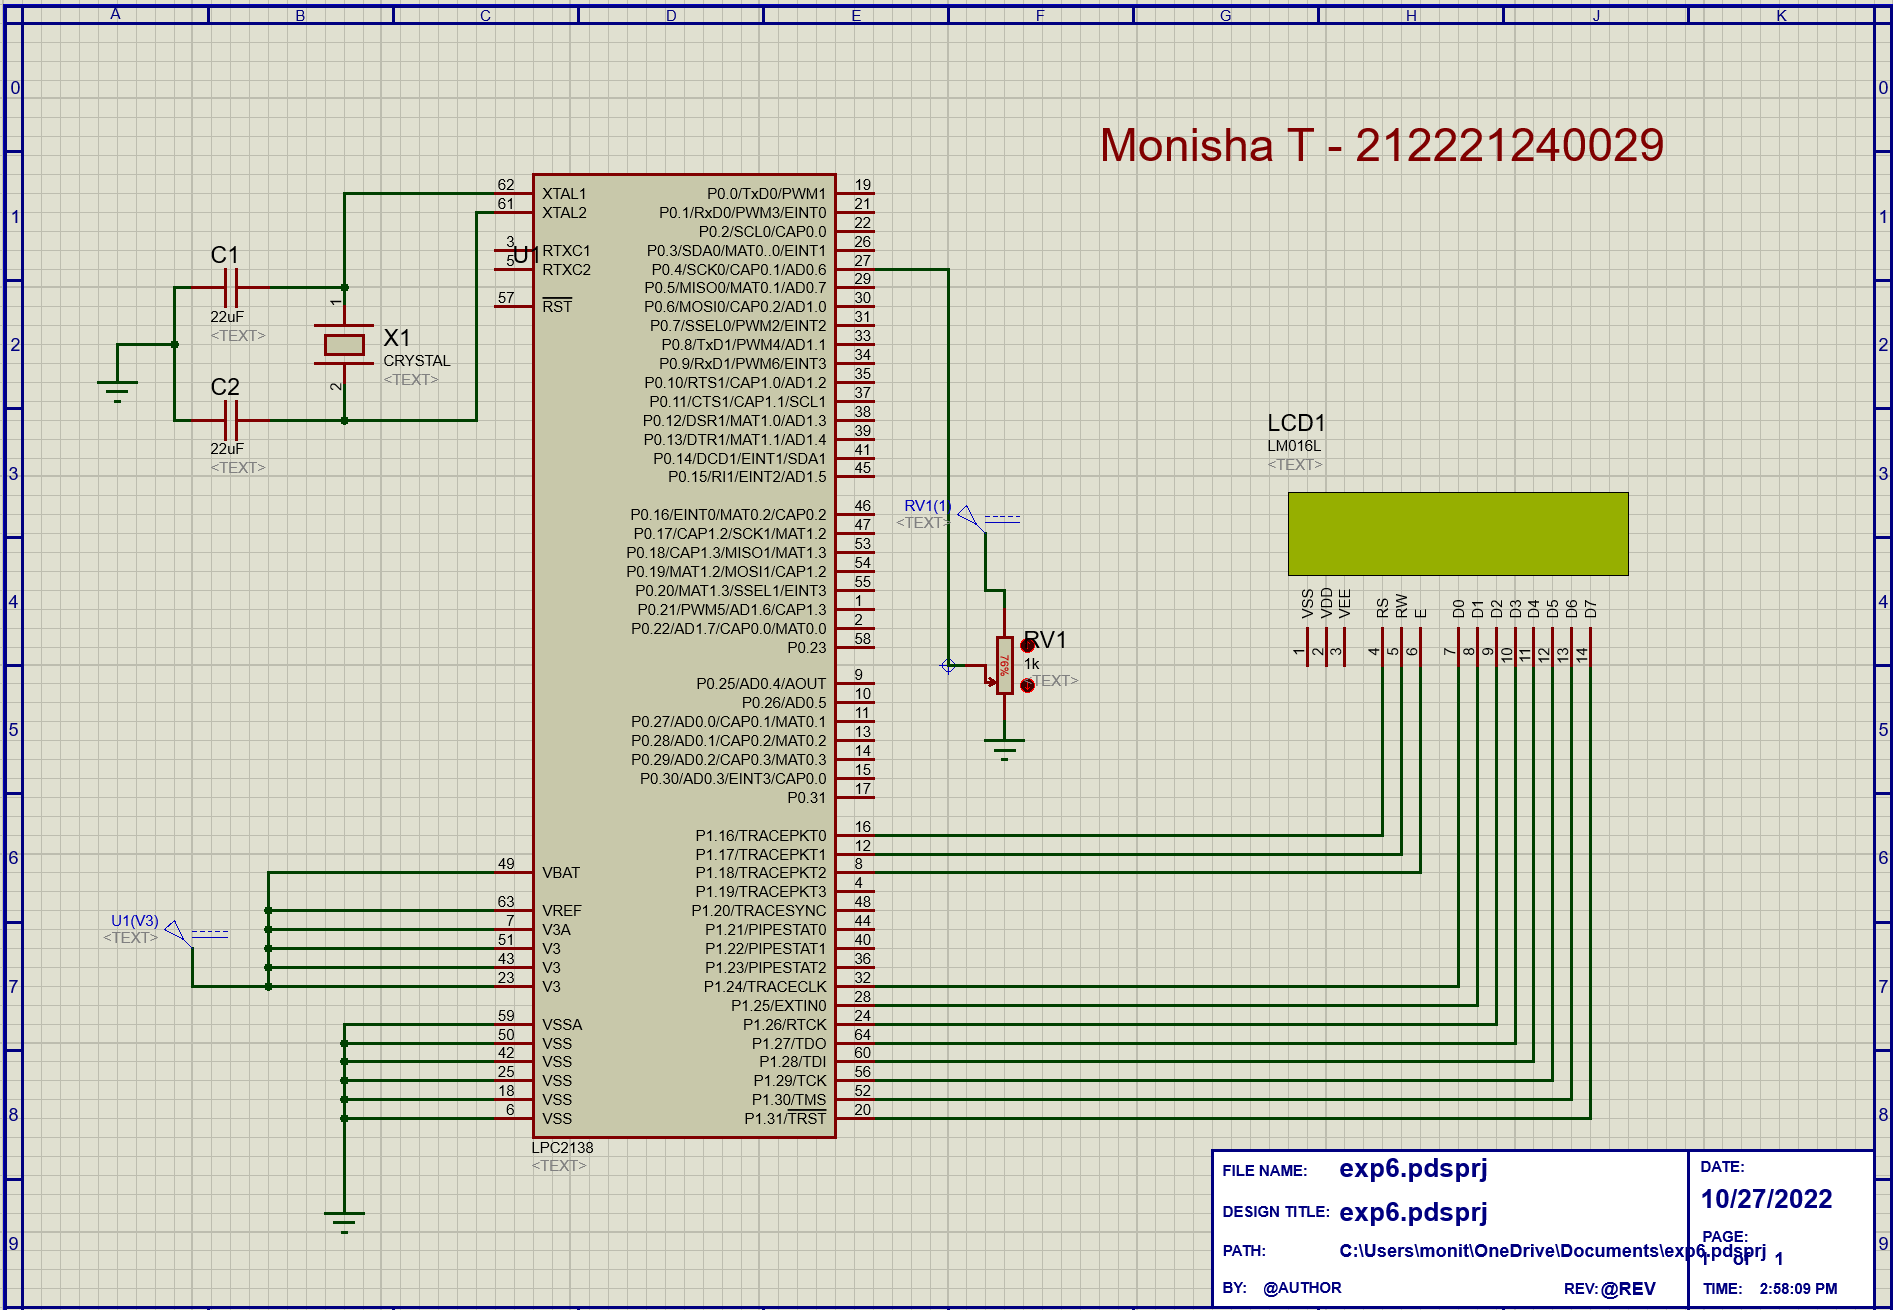 A B C D E F G H J K
0 0
Monisha T - 212221240029
1 1
2 2
3 3
4 4
5 5
6 6
7 7
8 8
9 9
C1
22uF
<TEXT>
C2
22uF
<TEXT>
1
X1
CRYSTAL
<TEXT>
2
U1
62 XTAL1
61 XTAL2
3 RTXC1
5 RTXC2
57 RST
49 VBAT
63 VREF
7 V3A
51 V3
43 V3
23 V3
59 VSSA
50 VSS
42 VSS
25 VSS
18 VSS
6 VSS
U1(V3)
<TEXT>
P0.0/TxD0/PWM1 19
P0.1/RxD0/PWM3/EINT0 21
P0.2/SCL0/CAP0.0 22
P0.3/SDA0/MAT0..0/EINT1 26
P0.4/SCK0/CAP0.1/AD0.6 27
P0.5/MISO0/MAT0.1/AD0.7 29
P0.6/MOSI0/CAP0.2/AD1.0 30
P0.7/SSEL0/PWM2/EINT2 31
P0.8/TxD1/PWM4/AD1.1 33
P0.9/RxD1/PWM6/EINT3 34
P0.10/RTS1/CAP1.0/AD1.2 35
P0.11/CTS1/CAP1.1/SCL1 37
P0.12/DSR1/MAT1.0/AD1.3 38
P0.13/DTR1/MAT1.1/AD1.4 39
P0.14/DCD1/EINT1/SDA1 41
P0.15/RI1/EINT2/AD1.5 45
P0.16/EINT0/MAT0.2/CAP0.2 46
P0.17/CAP1.2/SCK1/MAT1.2 47
P0.18/CAP1.3/MISO1/MAT1.3 53
P0.19/MAT1.2/MOSI1/CAP1.2 54
P0.20/MAT1.3/SSEL1/EINT3 55
P0.21/PWM5/AD1.6/CAP1.3 1
P0.22/AD1.7/CAP0.0/MAT0.0 2
P0.23 58
P0.25/AD0.4/AOUT 9
P0.26/AD0.5 10
P0.27/AD0.0/CAP0.1/MAT0.1 11
P0.28/AD0.1/CAP0.2/MAT0.2 13
P0.29/AD0.2/CAP0.3/MAT0.3 14
P0.30/AD0.3/EINT3/CAP0.0 15
P0.31 17
P1.16/TRACEPKT0 16
P1.17/TRACEPKT1 12
P1.18/TRACEPKT2 8
P1.19/TRACEPKT3 4
P1.20/TRACESYNC 48
P1.21/PIPESTAT0 44
P1.22/PIPESTAT1 40
P1.23/PIPESTAT2 36
P1.24/TRACECLK 32
P1.25/EXTIN0 28
P1.26/RTCK 24
P1.27/TDO 64
P1.28/TDI 60
P1.29/TCK 56
P1.30/TMS 52
P1.31/TRST 20
LPC2138
<TEXT>
RV1(1)
<TEXT>
RV1
1k
<TEXT>
76%
LCD1
LM016L
<TEXT>
VSS VDD VEE RS RW E D0 D1 D2 D3 D4 D5 D6 D7
1 2 3 4 5 6 7 8 9 10 11 12 13 14
FILE NAME: exp6.pdsprj
DESIGN TITLE: exp6.pdsprj
PATH: C:\Users\monit\OneDrive\Documents\exp6.pdsprj
BY: @AUTHOR REV:@REV
DATE:
10/27/2022
PAGE:
1 of 1
TIME: 2:58:09 PM